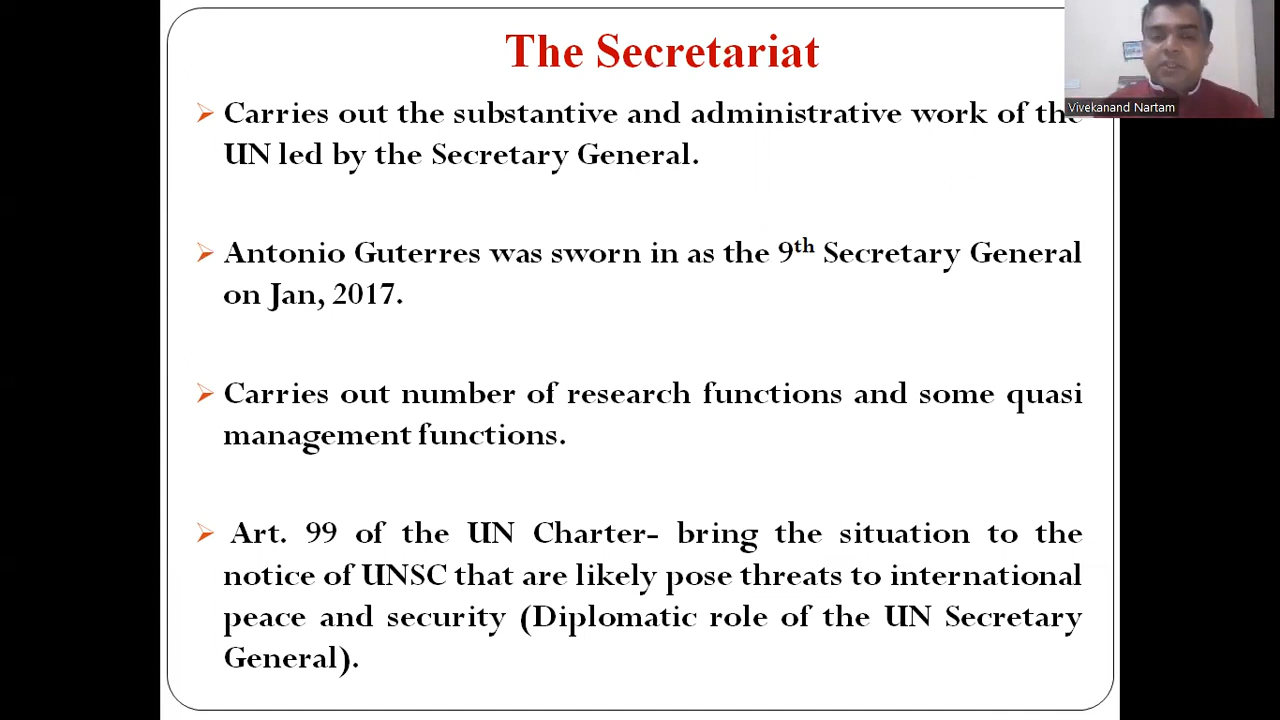 The Secretariat
Carries out the substantive and administrative work of the
UN led by the Secretary General.
Antonio Guterres was sworn in as the 9th Secretary General
on Jan, 2017.
Carries out number of research functions and some quasi
management functions.
Art. 99 of the UN Charter- bring the situation to the
notice of UNSC that are likely pose threats to international
peace and security (Diplomatic role of the UN Secretary
General).
Vivekanand Nartam